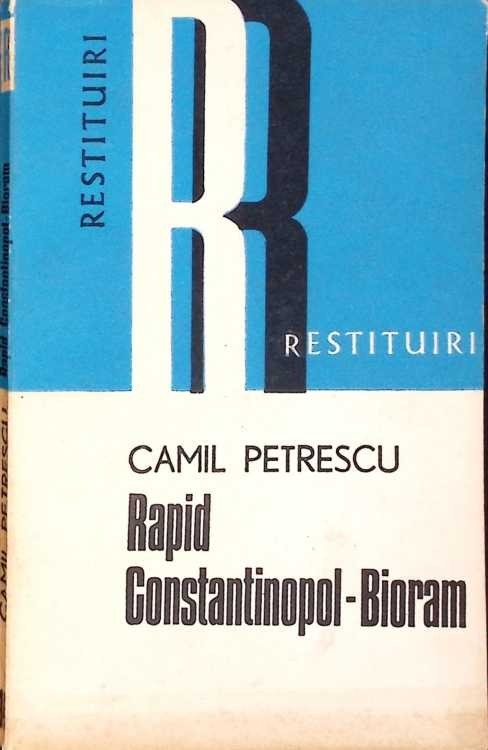 RESTITUIRI
R
RESTITUIRI
CAMIL PETRESCU
Rapid
Constantinopol-Bioram
CAMIL PETRESCU Rapid Constantinopol-Bioram
R